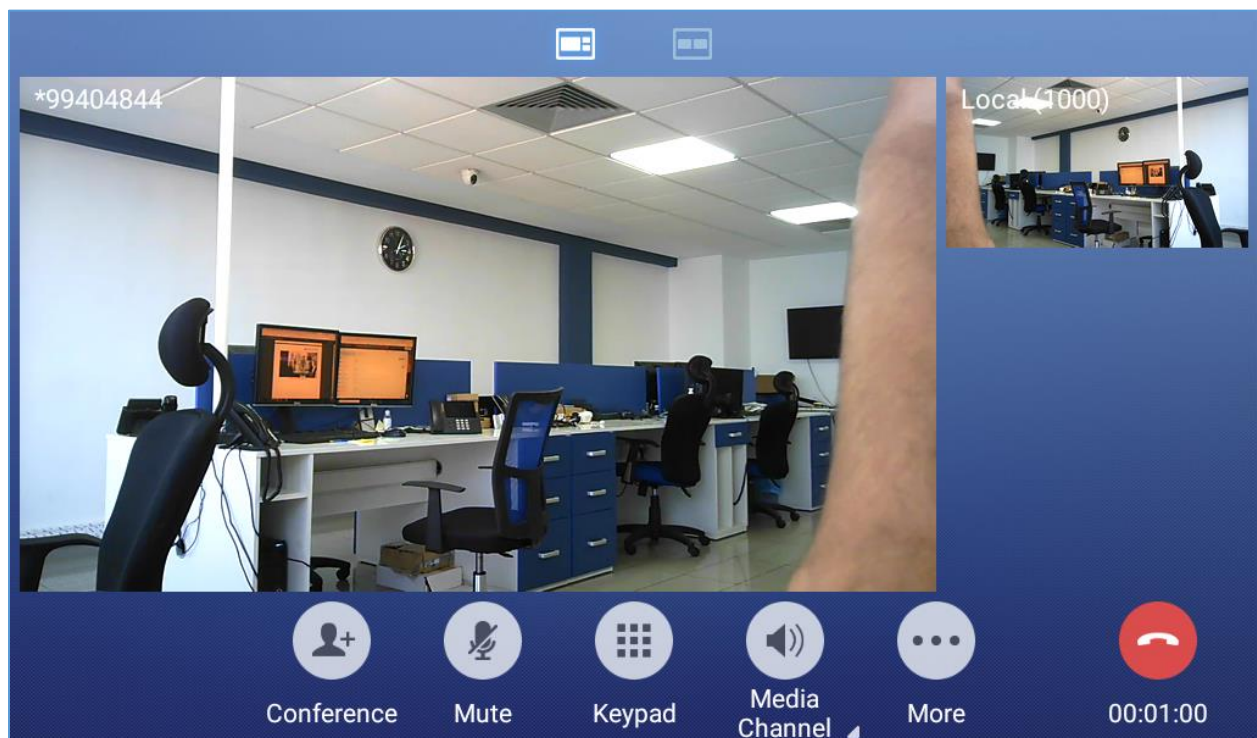 *99404844
Local (1000)
Conference
Mute
Keypad
Media
Channel
More
00:01:00